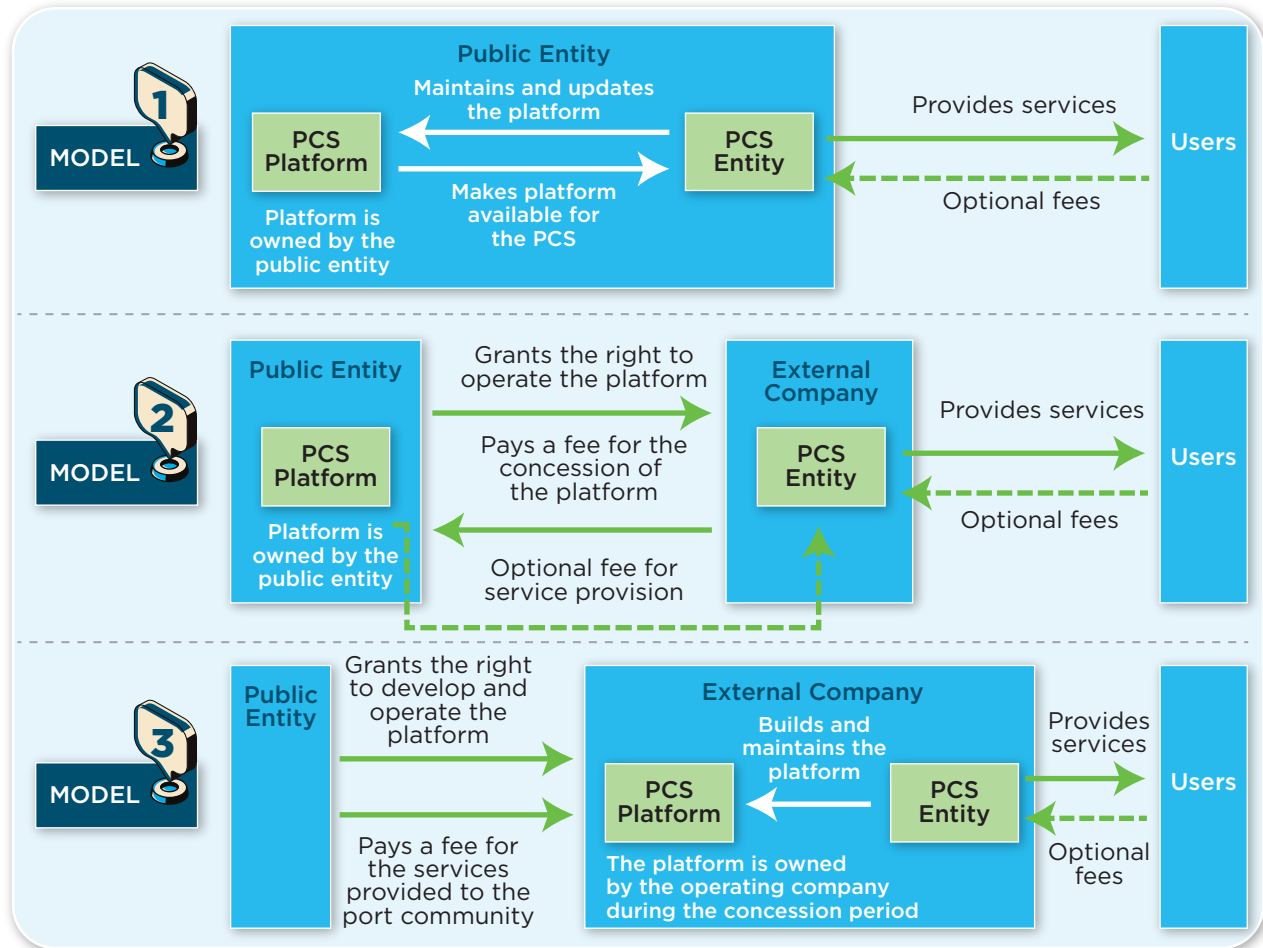 1
MODEL
Public Entity
Maintains and updates
the platform
PCS
Platform
PCS
Entity
Makes platform
available for
the PCS
Platform is
owned by the
public entity
Provides services
Optional fees
Users
2
MODEL
Public Entity
PCS
Platform
Platform is
owned by the
public entity
Grants the right to
operate the platform
Pays a fee for the
concession of
the platform
Optional fee for
service provision
External
Company
PCS
Entity
Provides services
Optional fees
Users
3
MODEL
Public
Entity
Grants the right
to develop and
operate the
platform
Pays a fee for
the services
provided to the
port community
External Company
Builds and
maintains the
platform
PCS
Platform
PCS
Entity
The platform is owned
by the operating company
during the concession period
Provides
services
Optional
fees
Users